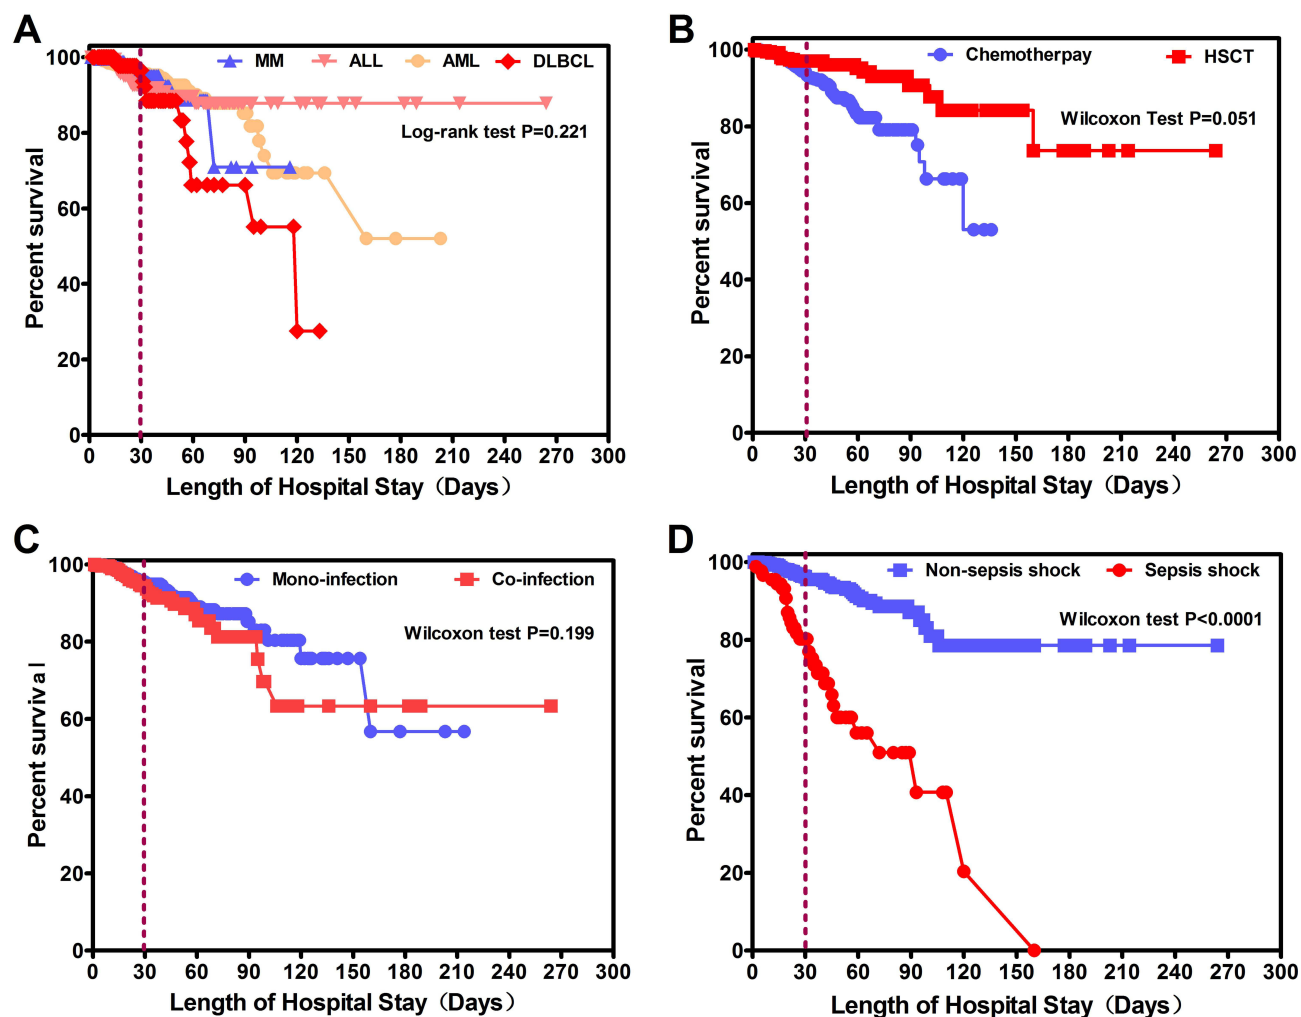 A
MM ALL AML DLBCL
Log-rank test P=0.221
Percent survival
100
80
60
40
20
0
0 30 60 90 120 150 180 210 240 270 300
Length of Hospital Stay（Days）
B
Chemotherpay HSCT
Wilcoxon Test P=0.051
Percent survival
100
80
60
40
20
0
0 30 60 90 120 150 180 210 240 270 300
Length of Hospital Stay（Days）
C
Mono-infection Co-infection
Wilcoxon test P=0.199
Percent survival
100
80
60
40
20
0
0 30 60 90 120 150 180 210 240 270 300
Length of Hospital Stay（Days）
D
Non-sepsis shock Sepsis shock
Wilcoxon test P<0.0001
Percent survival
100
80
60
40
20
0
0 30 60 90 120 150 180 210 240 270 300
Length of Hospital Stay（Days）